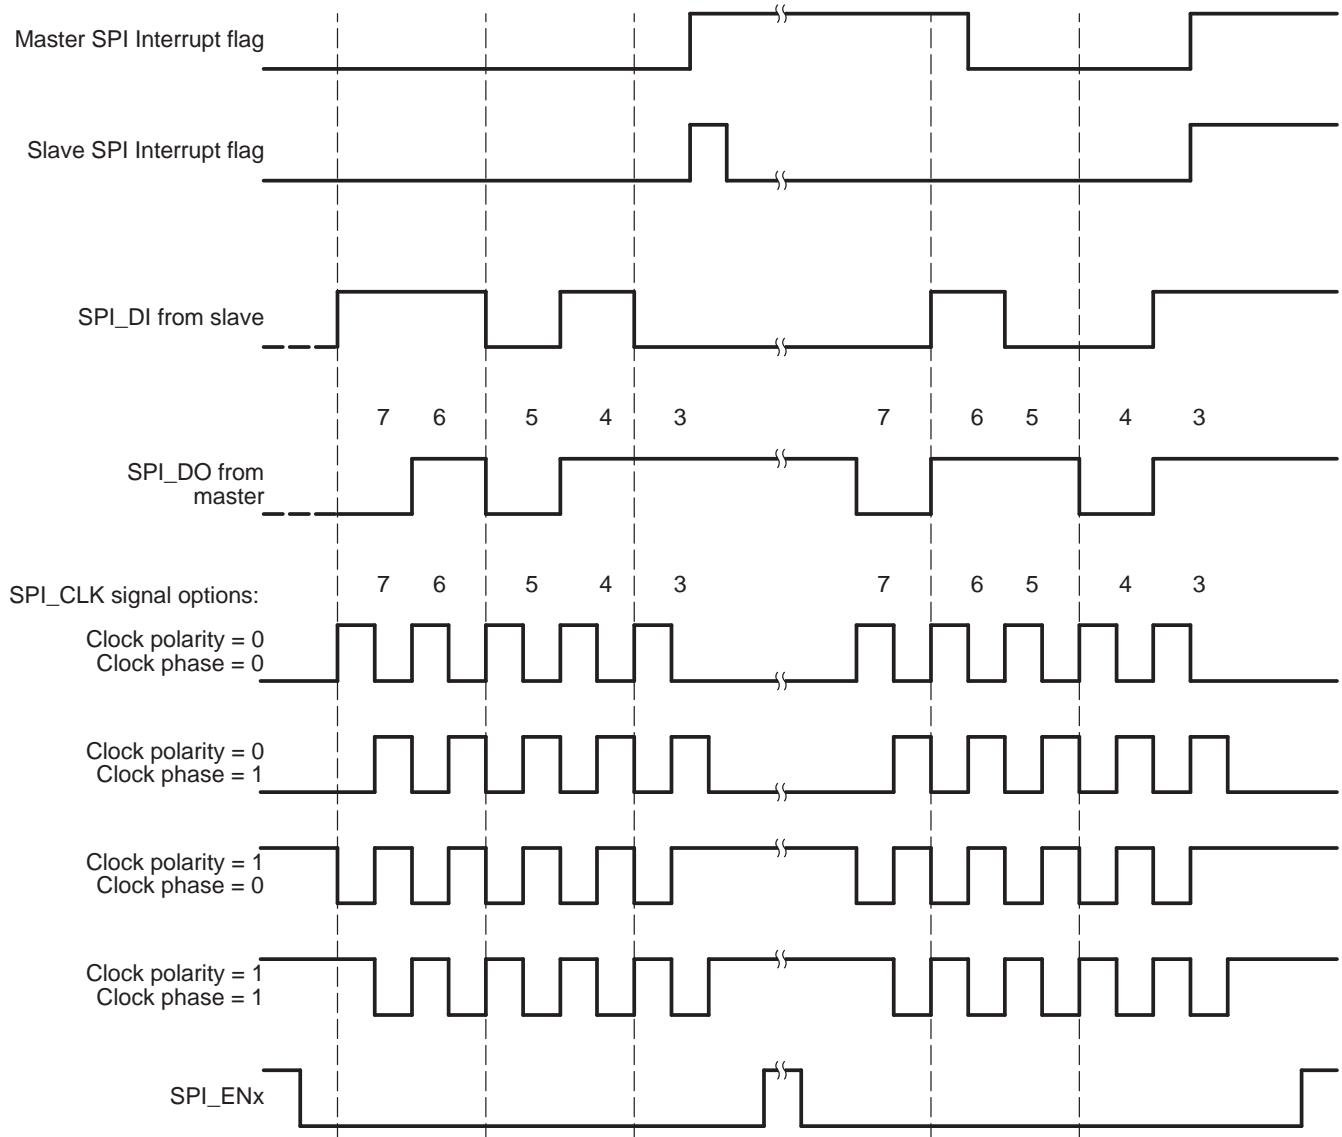 Master SPI Interrupt flag
Slave SPI Interrupt flag
SPI_DI from slave
7 6 5 4 3 7 6 5 4 3
SPI_DO from
master
7 6 5 4 3 7 6 5 4 3
SPI_CLK signal options:
Clock polarity = 0
Clock phase = 0
Clock polarity = 0
Clock phase = 1
Clock polarity = 1
Clock phase = 0
Clock polarity = 1
Clock phase = 1
SPI_ENx